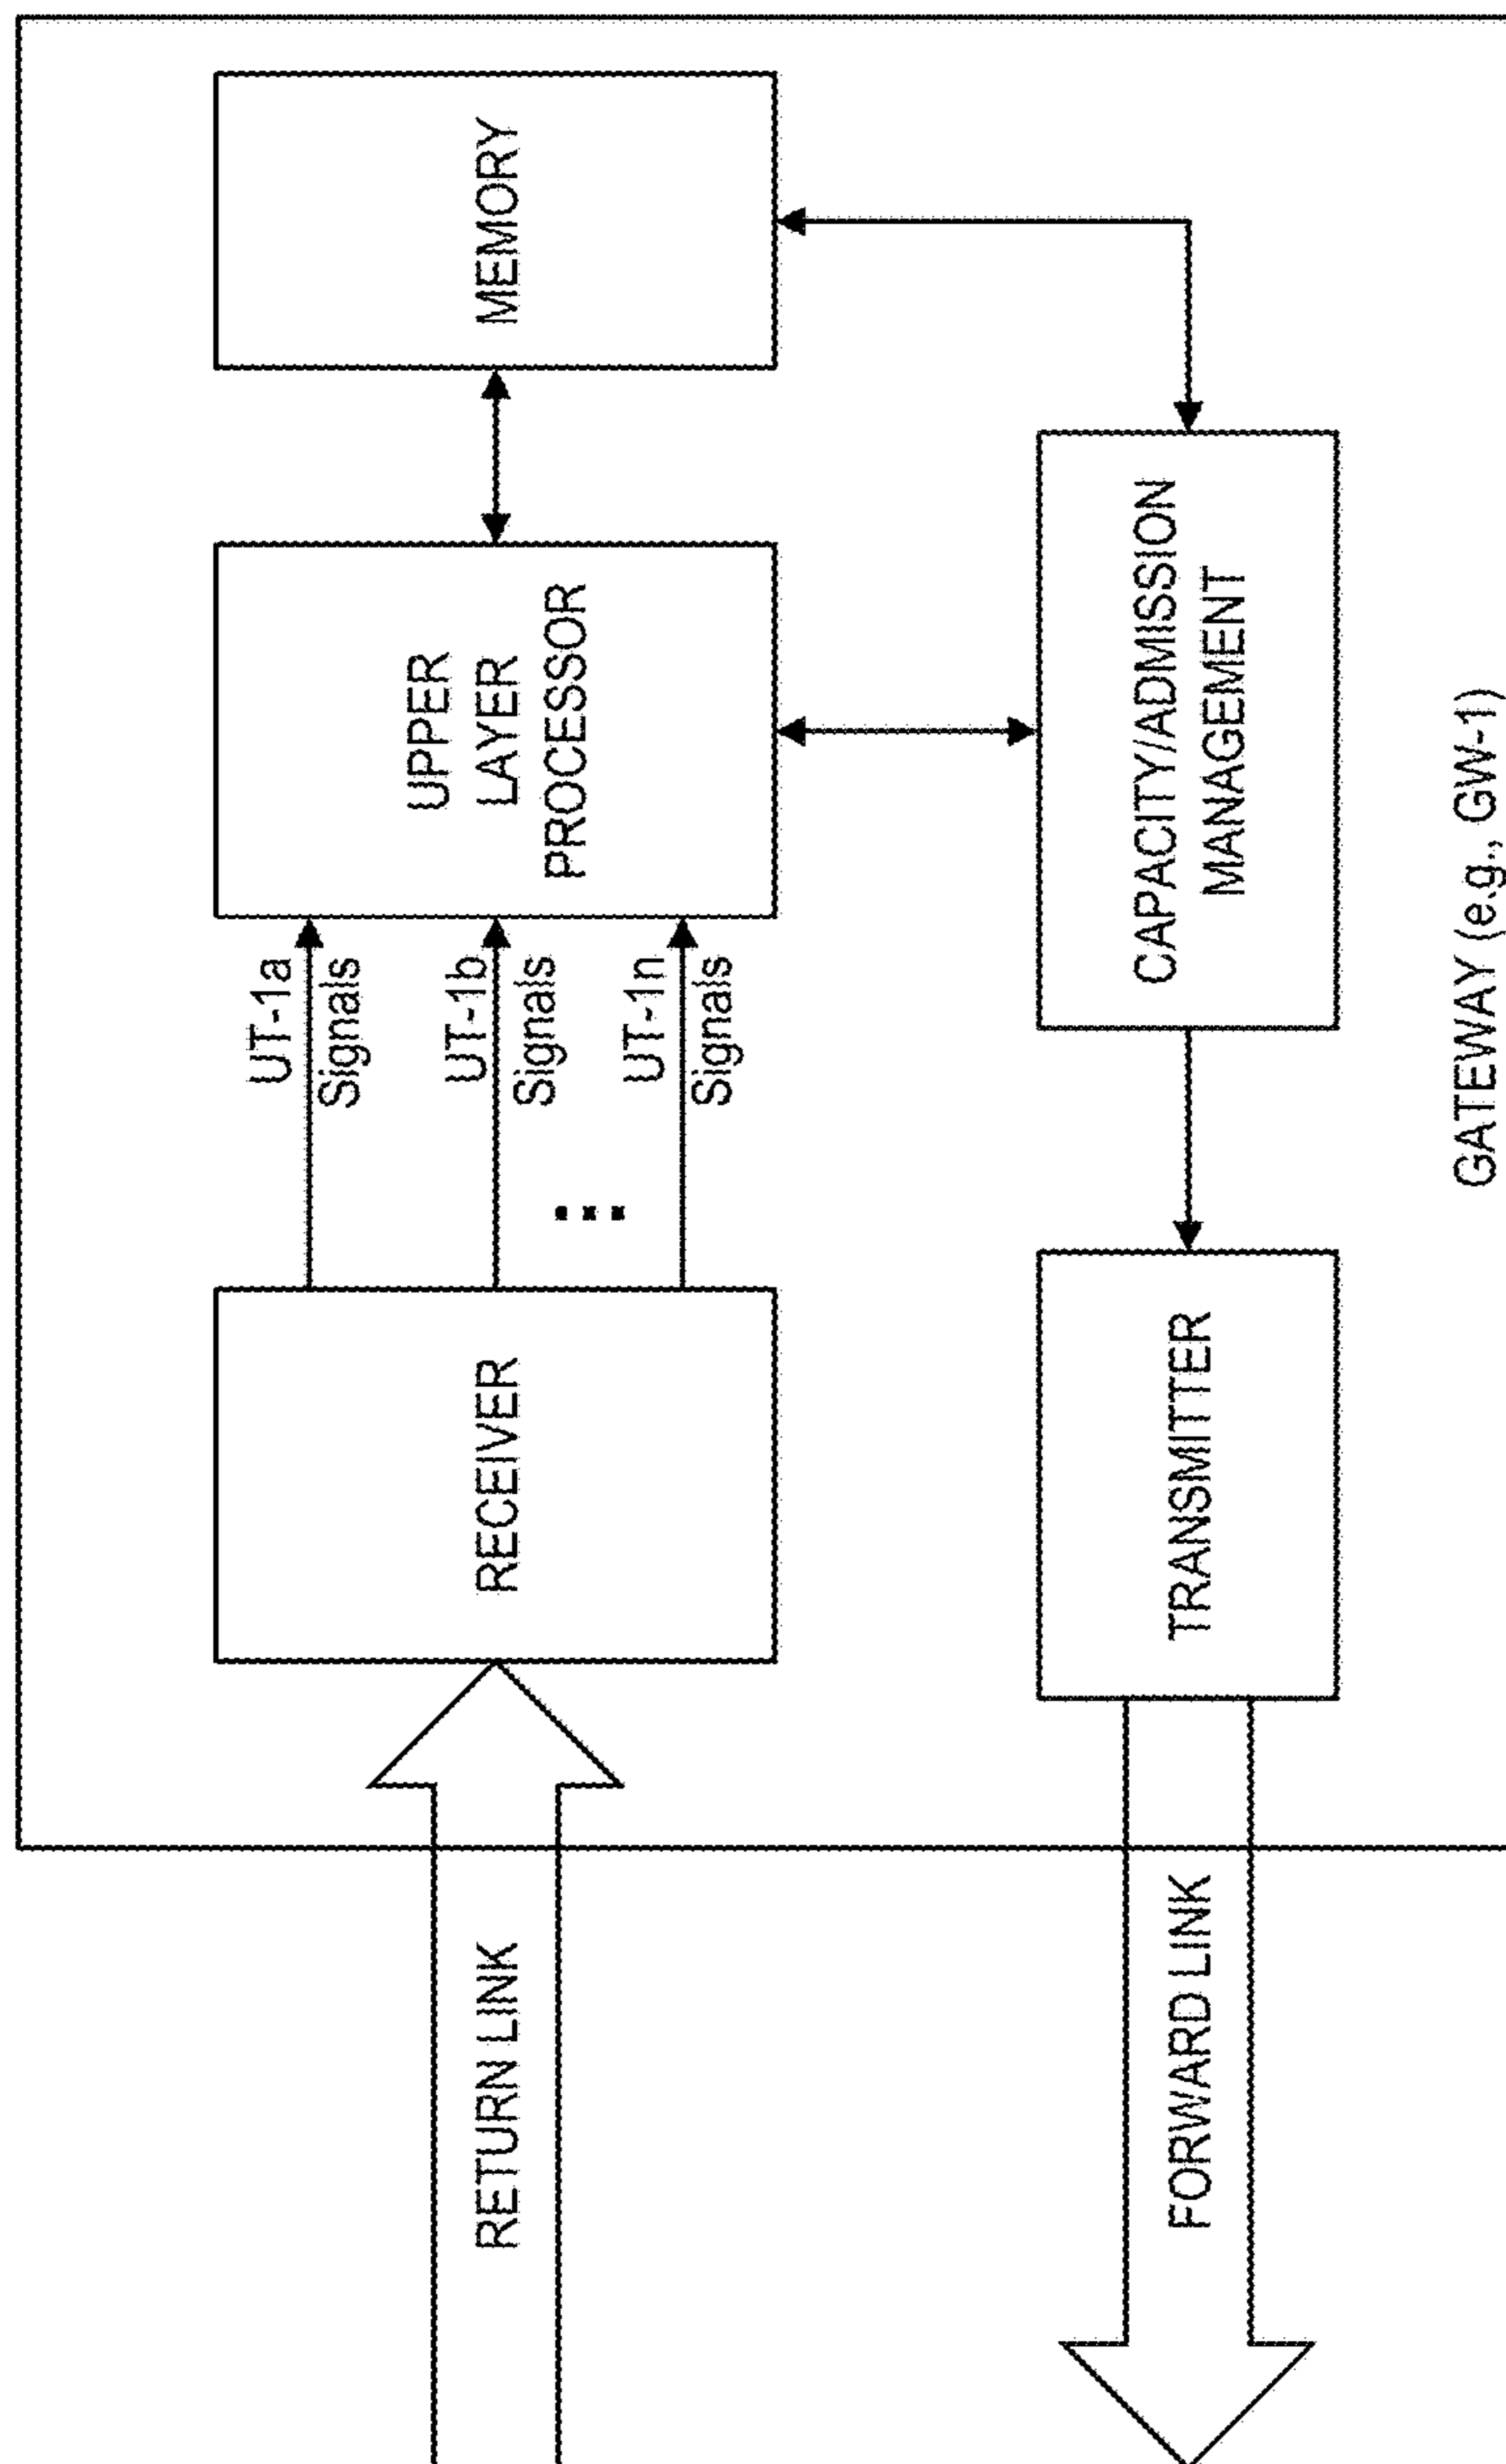 RETURN LINK
RECEIVER
UT-1a
Signals
UT-1b
Signals
...
UT-1n
Signals
UPPER
LAYER
PROCESSOR
MEMORY
FORWARD LINK
TRANSMITTER
CAPACITY/ADMISSION
MANAGEMENT
GATEWAY (e.g., GW-1)